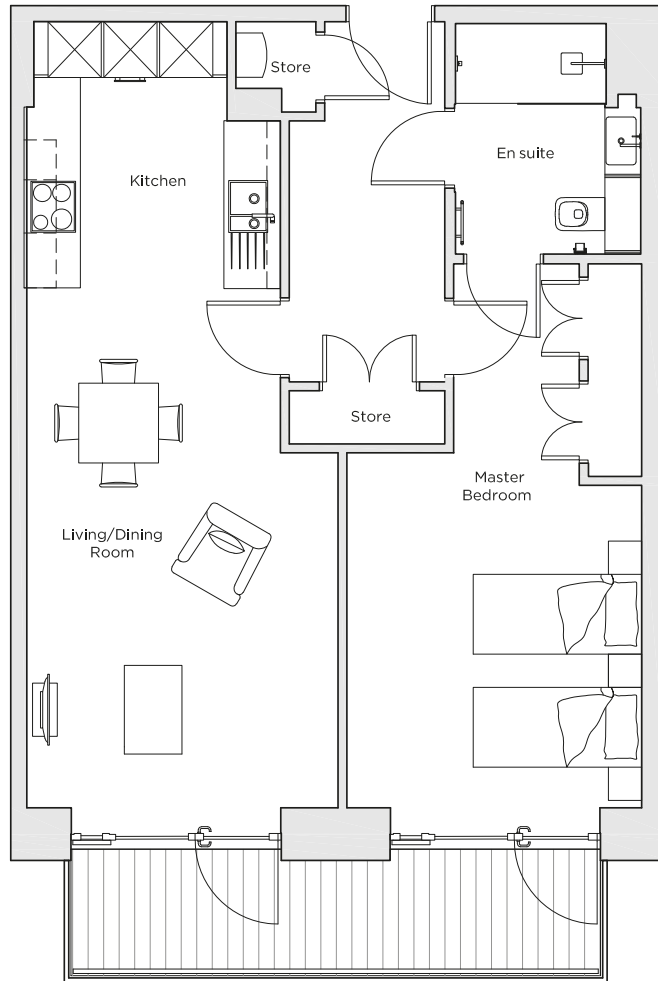 Store
Kitchen
En suite
Store
Master
Bedroom
Living/Dining
Room